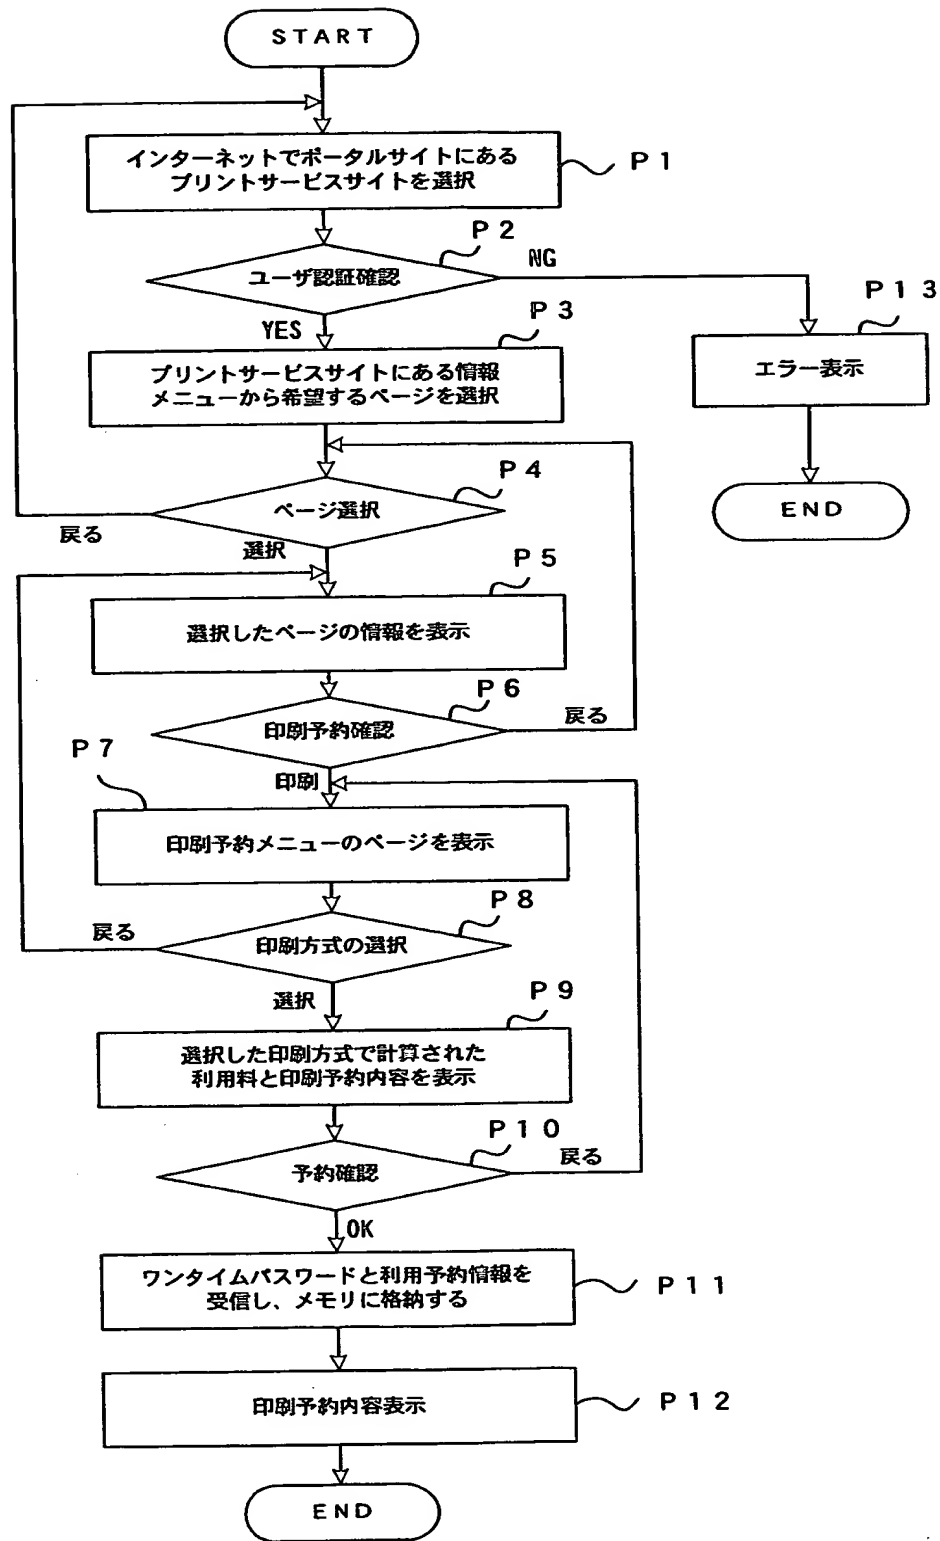 START
インターネットでポータルサイトにある
プリントサービスサイトを選択
P1
P2
ユーザ認証確認
NG
YES
P3
P13
プリントサービスサイトにある情報
メニューから希望するページを選択
エラー表示
P4
ページ選択
END
戻る
選択
P5
選択したページの情報を表示
P6
印刷予約確認
戻る
P7
印刷
印刷予約メニューのページを表示
P8
戻る
印刷方式の選択
選択
P9
選択した印刷方式で計算された
利用料と印刷予約内容を表示
P10
予約確認
戻る
OK
ワンタイムパスワードと利用予約情報を
受信し、メモリに格納する
P11
印刷予約内容表示
P12
END